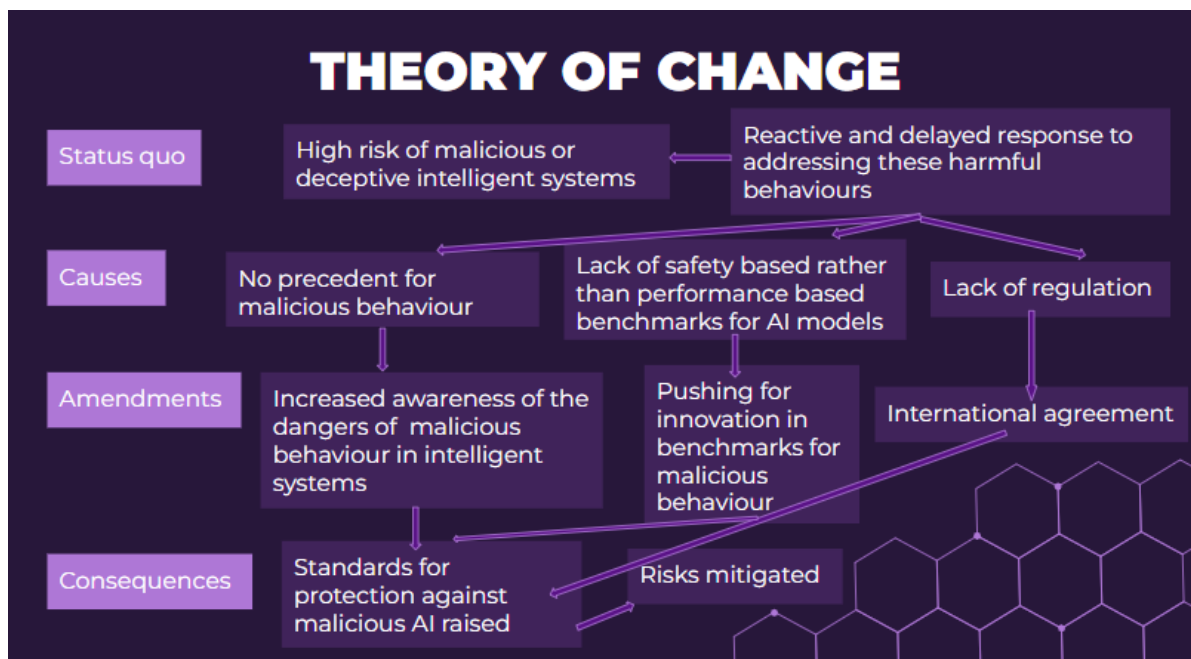 THEORY OF CHANGE
Status quo
High risk of malicious or
deceptive intelligent systems
Reactive and delayed response to
addressing these harmful
behaviours
Causes
No precedent for
malicious behaviour
Lack of safety based rather
than performance based
benchmarks for AI models
Lack of regulation
Amendments
Increased awareness of the
dangers of malicious
behaviour in intelligent
systems
Pushing for
innovation in
benchmarks for
malicious
behaviour
International agreement
Consequences
Standards for
protection against
malicious AI raised
Risks mitigated